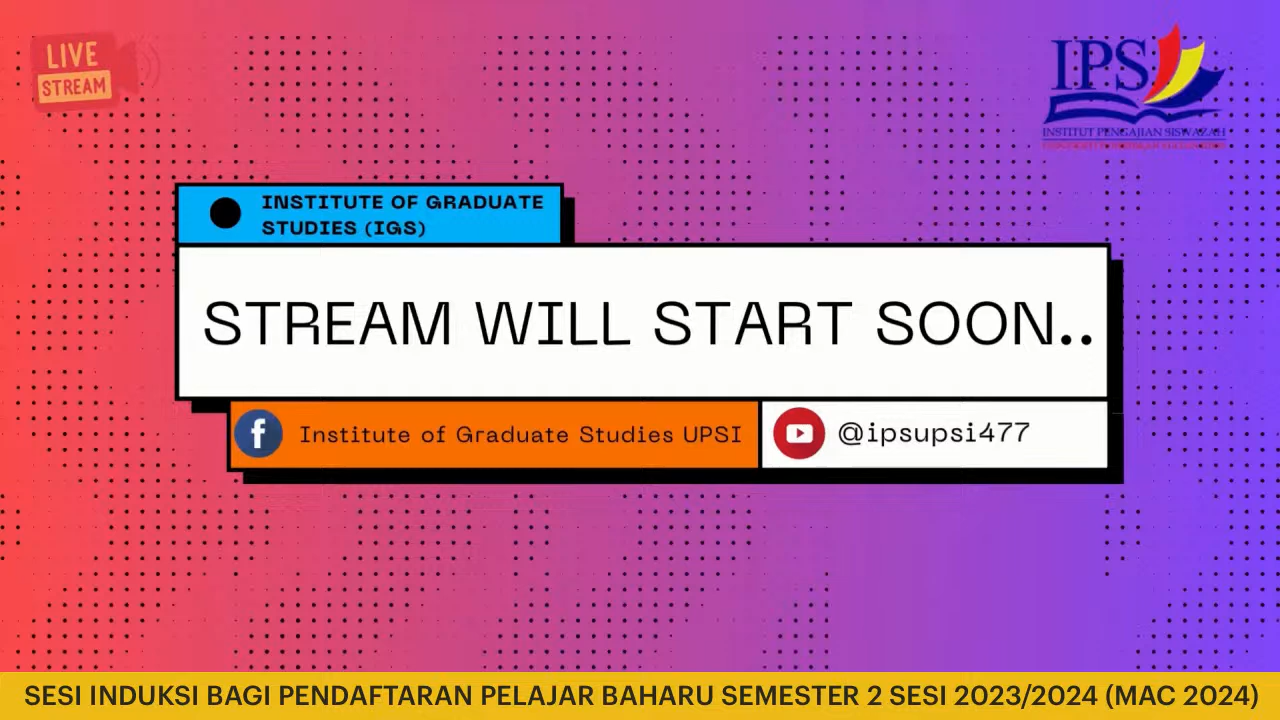 LIVE
STREAM
IPS
INSTITUT PENGAJIAN SISWAZAH
INSTITUTE OF GRADUATE
STUDIES (IGS)
STREAM WILL START SOON..
Institute of Graduate Studies UPSI
@ipsupsi477
SESI INDUKSI BAGI PENDAFTARAN PELAJAR BAHARU SEMESTER 2 SESI 2023/2024 (MAC 2024)